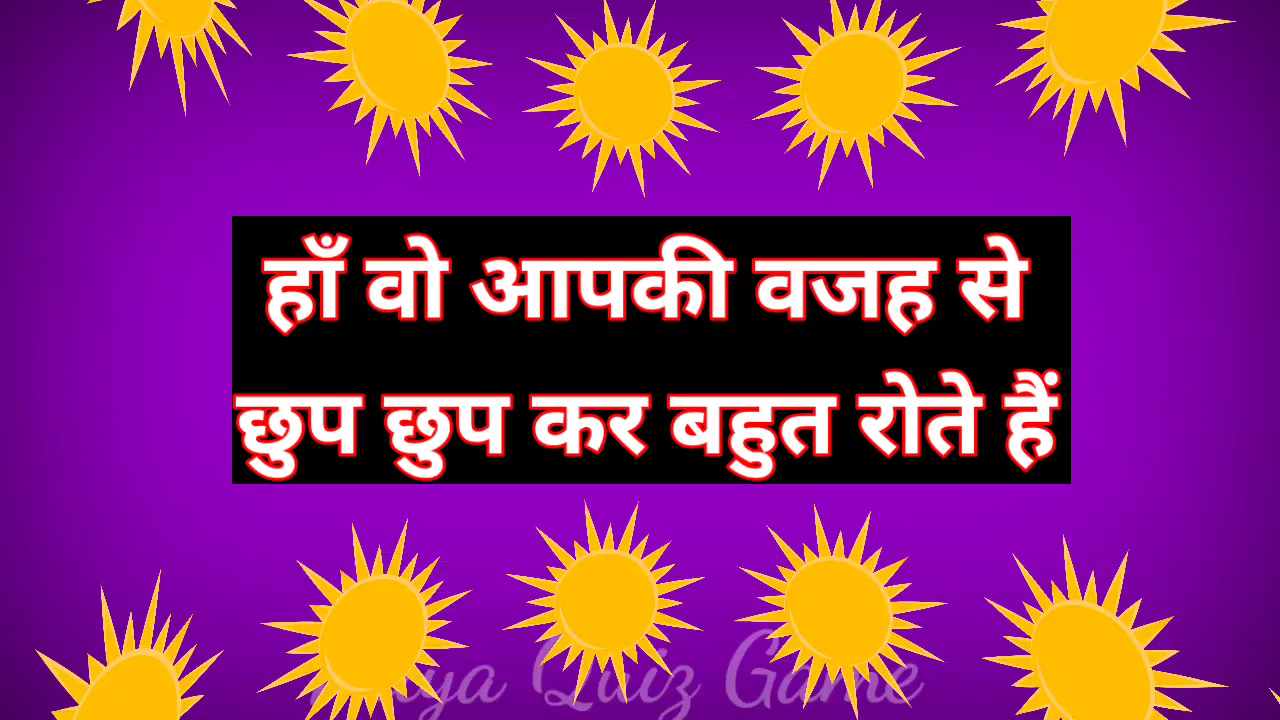 हाँ वो आपकी वजह से
छुप छुप कर बहुत रोते हैं
Quiz Game